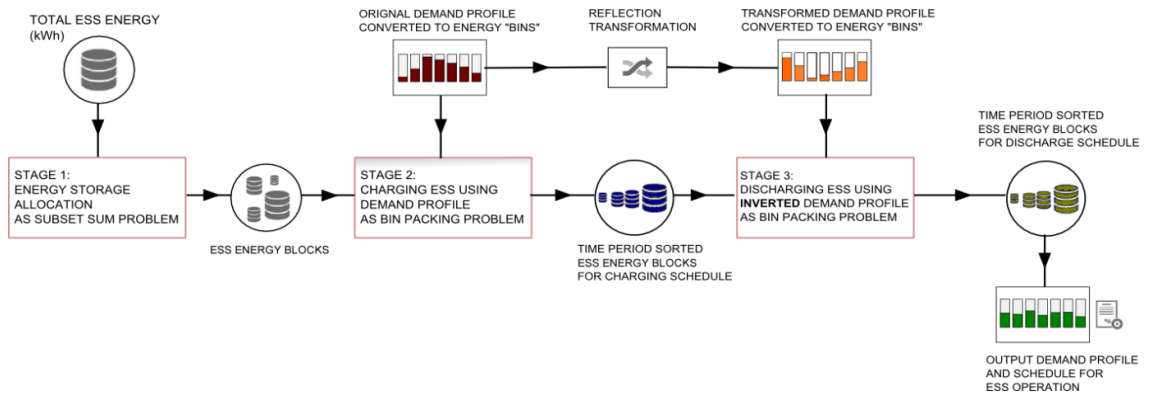 TOTAL ESS ENERGY
(kWh)
ORIGNAL DEMAND PROFILE
CONVERTED TO ENERGY "BINS"
REFLECTION
TRANSFORMATION
TRANSFORMED DEMAND PROFILE
CONVERTED TO ENERGY "BINS"
STAGE 1:
ENERGY STORAGE
ALLOCATION
AS SUBSET SUM PROBLEM
ESS ENERGY BLOCKS
STAGE 2:
CHARGING ESS USING
DEMAND PROFILE
AS BIN PACKING PROBLEM
TIME PERIOD SORTED
ESS ENERGY BLOCKS
FOR CHARGING SCHEDULE
STAGE 3:
DISCHARGING ESS USING
INVERTED DEMAND PROFILE
AS BIN PACKING PROBLEM
TIME PERIOD SORTED
ESS ENERGY BLOCKS
FOR DISCHARGE SCHEDULE
OUTPUT DEMAND PROFILE
AND SCHEDULE FOR
ESS OPERATION